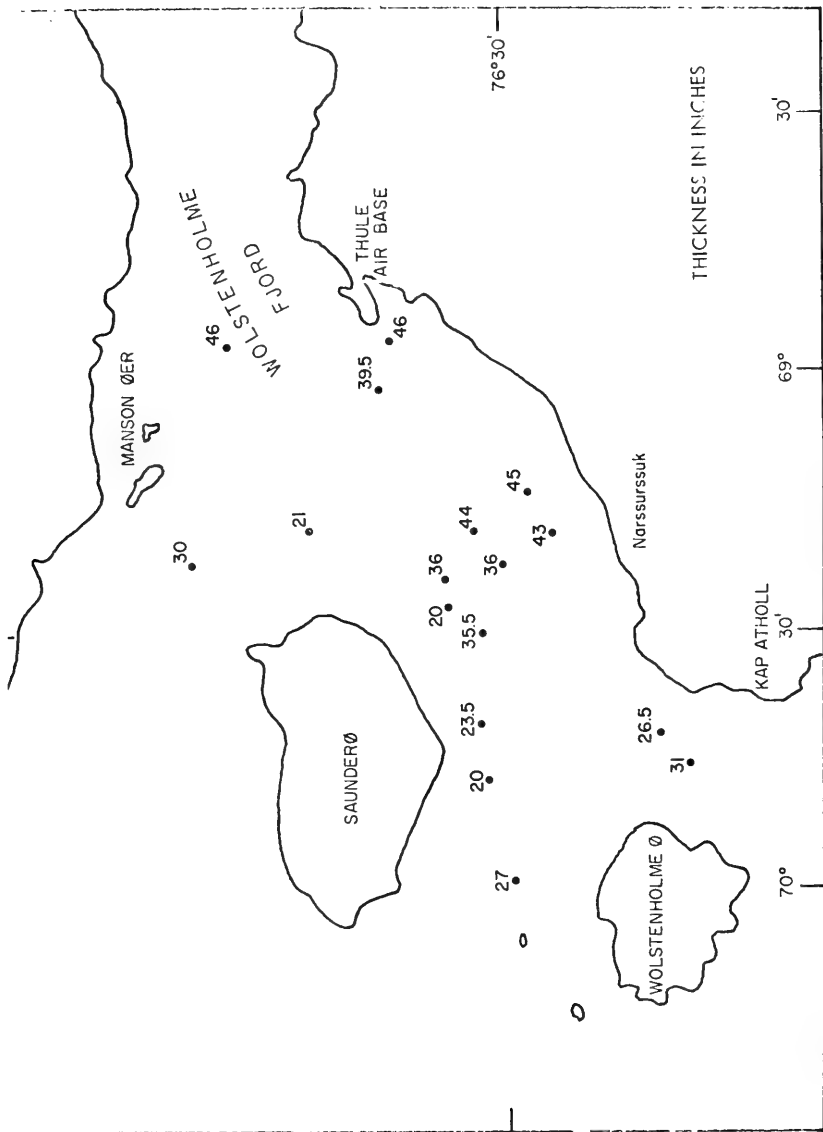 MANSON ØER
WOLSTENHOLME
FJORD
46
THULE
AIR BASE
46
39.5
76°30'
30
21
45
44
43
36
36
20
35.5
23.5
20
27
SAUNDERØ
Narssurssuk
KAP ATHOLL
26.5
31
WOLSTENHOLME Ø
THICKNESS IN INCHES
30'
69°
30'
70°